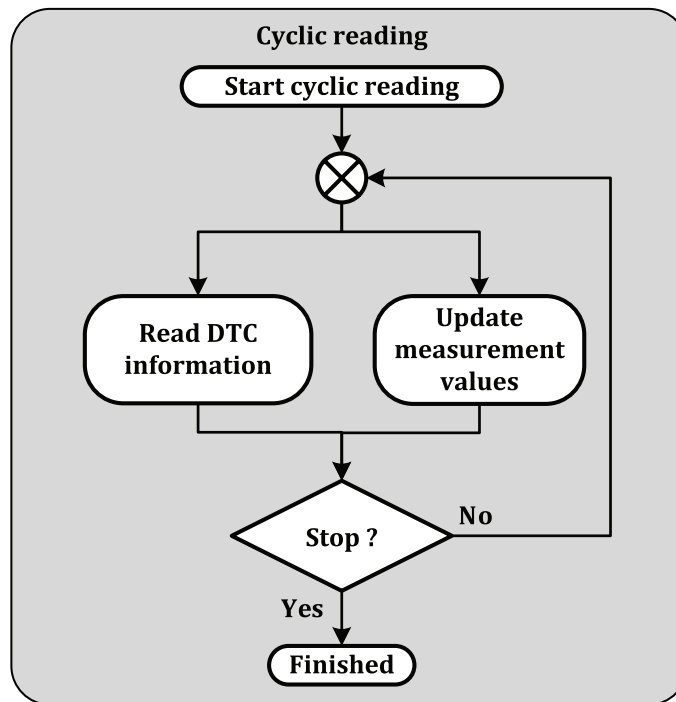 Cyclic reading
Start cyclic reading
Read DTC
information
Update
measurement
values
Stop ?
No
Yes
Finished